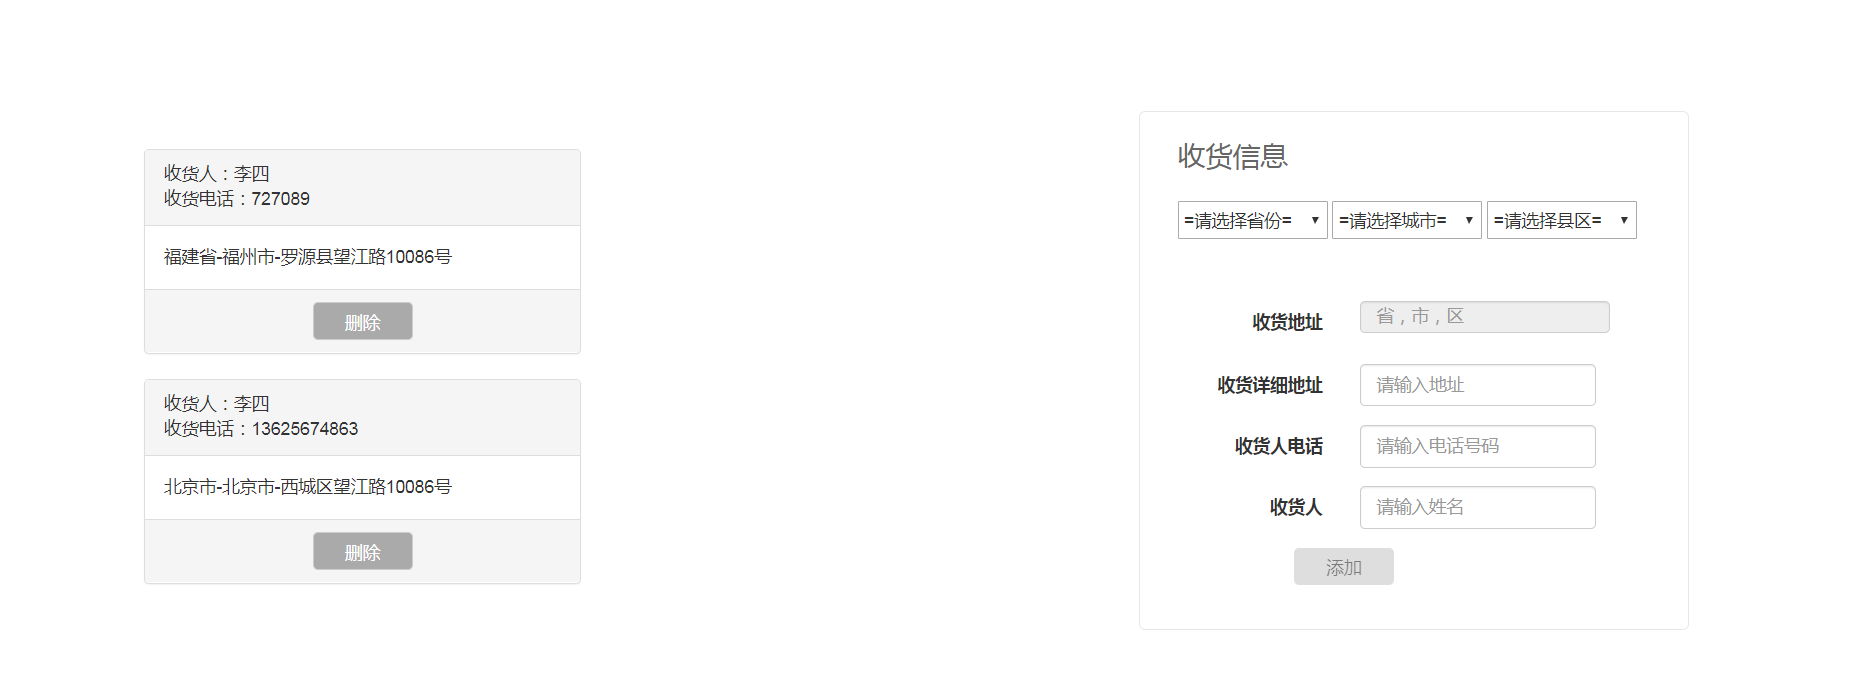 收货人：李四
收货电话：727089
福建省-福州市-罗源县望江路10086号
删除
收货人：李四
收货电话：13625674863
北京市-北京市-西城区望江路10086号
删除
收货信息
=请选择省份= =请选择城市= =请选择县区=
收货地址 省，市，区
收货详细地址 请输入地址
收货人电话 请输入电话号码
收货人 请输入姓名
添加